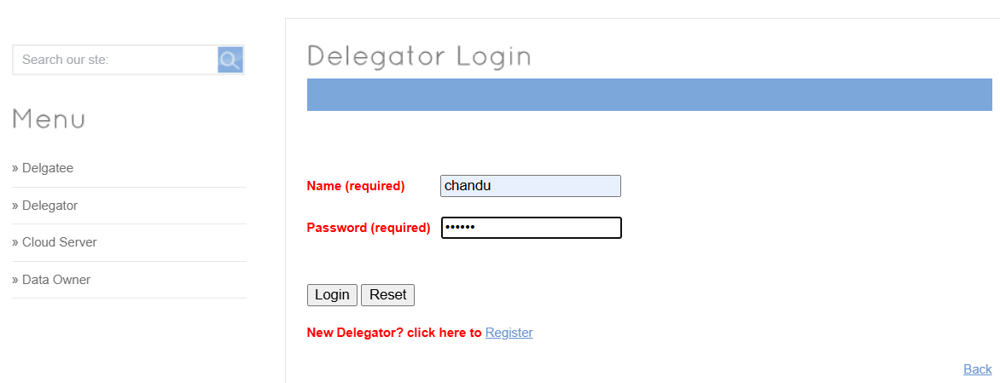 Search our ste:
Menu
» Delgatee
» Delegator
» Cloud Server
» Data Owner
Delegator Login
Name (required) chandu
Password (required) ••••••
Login Reset
New Delegator? click here to Register
Back